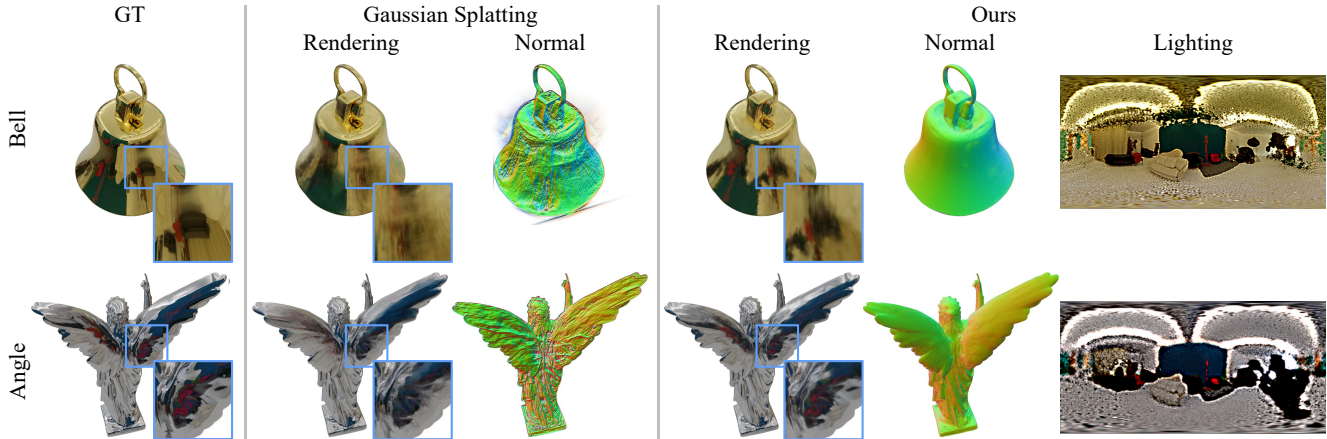 GT
Gaussian Splatting
Ours
Rendering
Normal
Rendering
Normal
Lighting
Bell
Angle